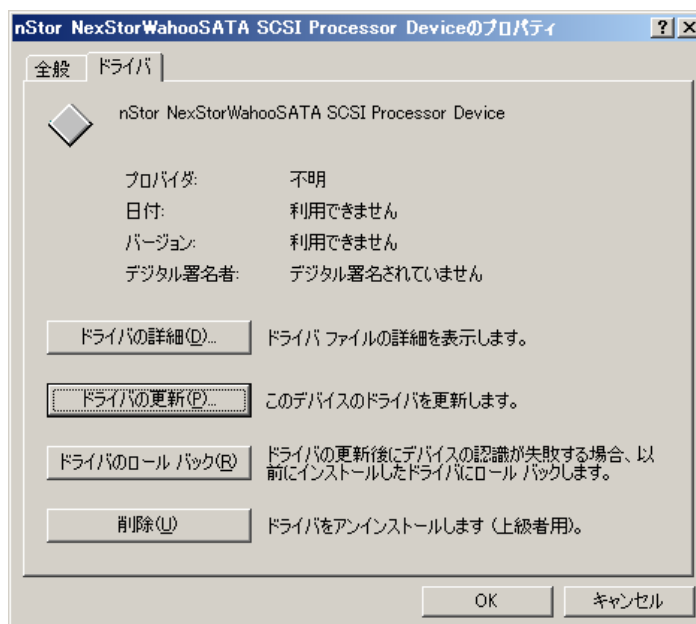 nStor NexStorWahooSATA SCSI Processor Deviceのプロパティ
全般 ドライバ
nStor NexStorWahooSATA SCSI Processor Device
プロバイダ: 不明
日付: 利用できません
バージョン: 利用できません
デジタル署名者: デジタル署名されていません
ドライバの詳細(D)... ドライバ ファイルの詳細を表示します。
ドライバの更新(P)... このデバイスのドライバを更新します。
ドライバのロール バック(R) ドライバの更新後にデバイスの認識が失敗する場合、以
前にインストールしたドライバにロール バックします。
削除(U) ドライバをアンインストールします (上級者用)。
OK キャンセル